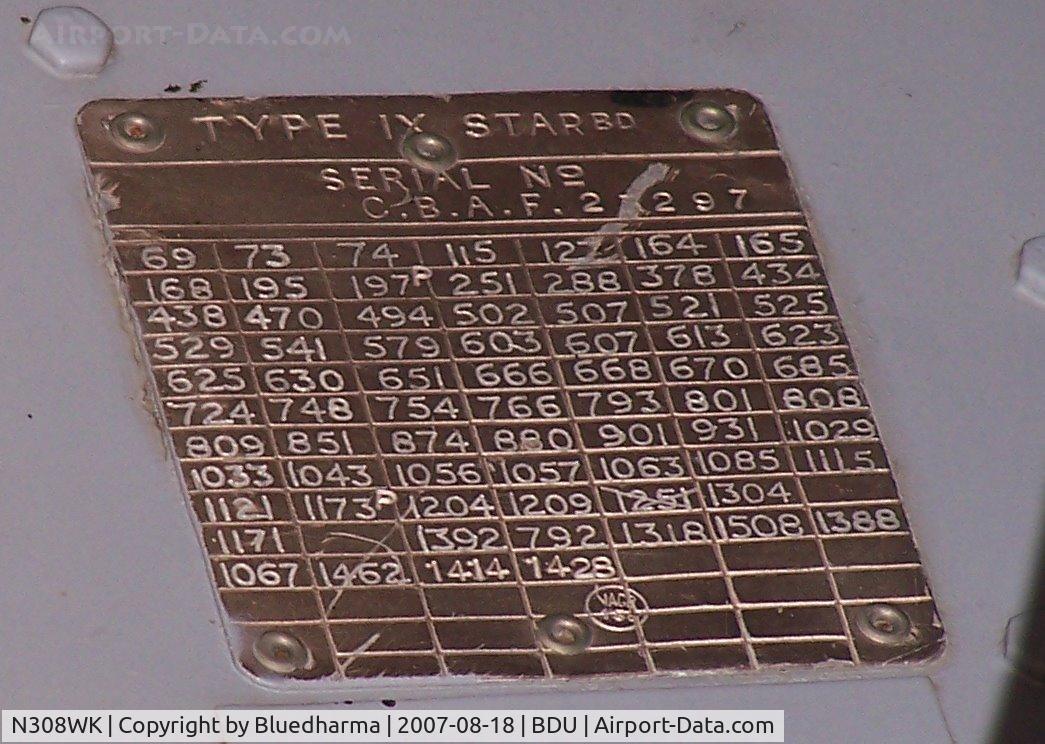 AIRPORT-DATA.COM
TYPE IX STARBD
SERIAL No
69 73 74 115 164 165
168 195 197P 251 288 378 434
438 470 494 502 507 521 525
529 541 579 603 607 613 623
625 630 651 666 668 670 685
724 748 754 766 793 801 808
809 851 874 880 901 931 1029
1033 1043 1056 1057 1063 1085 1115
1121 1173P 1204 1209 1251 1304
1171 1392 792 1318 1508 1388
1067 1462 1414 1428
N308WK | Copyright by Bluedharma | 2007-08-18 | BDU | Airport-Data.com